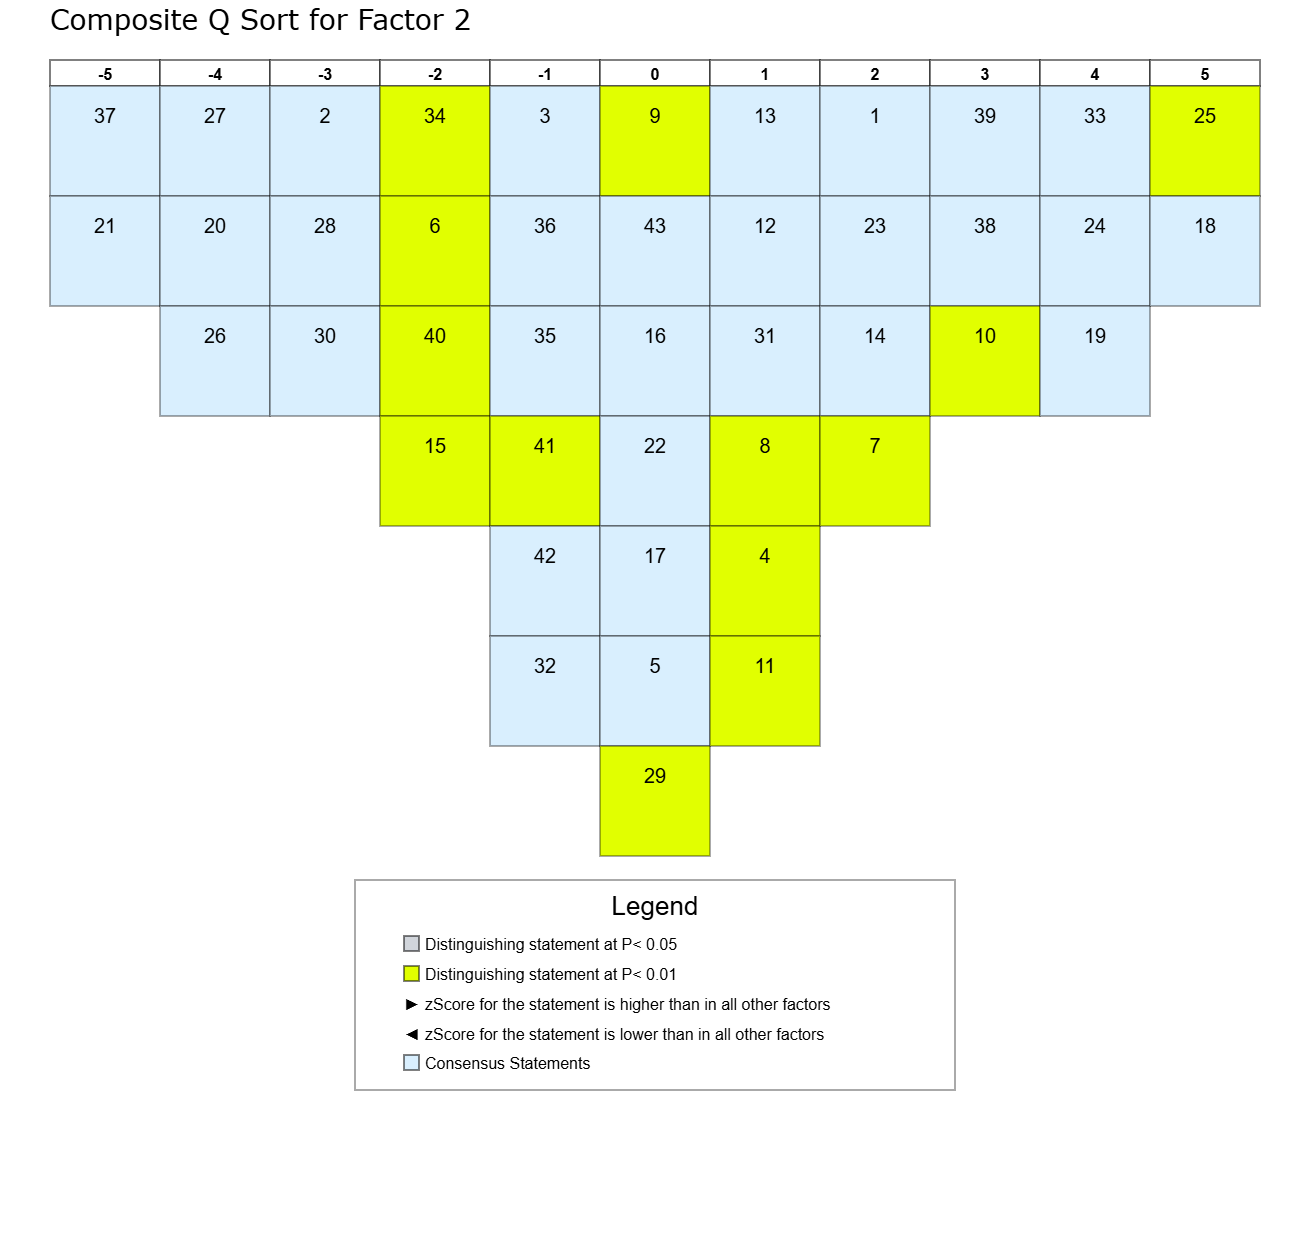 Composite Q Sort for Factor 2
-5 -4 -3 -2 -1 0 1 2 3 4 5
37 27 2 34 3 9 13 1 39 33 25
21 20 28 6 36 43 12 23 38 24 18
26 30 40 35 16 31 14 10 19
15 41 22 8 7
42 17 4
32 5 11
29
Legend
Distinguishing statement at P< 0.05
Distinguishing statement at P< 0.01
► zScore for the statement is higher than in all other factors
◄ zScore for the statement is lower than in all other factors
Consensus Statements